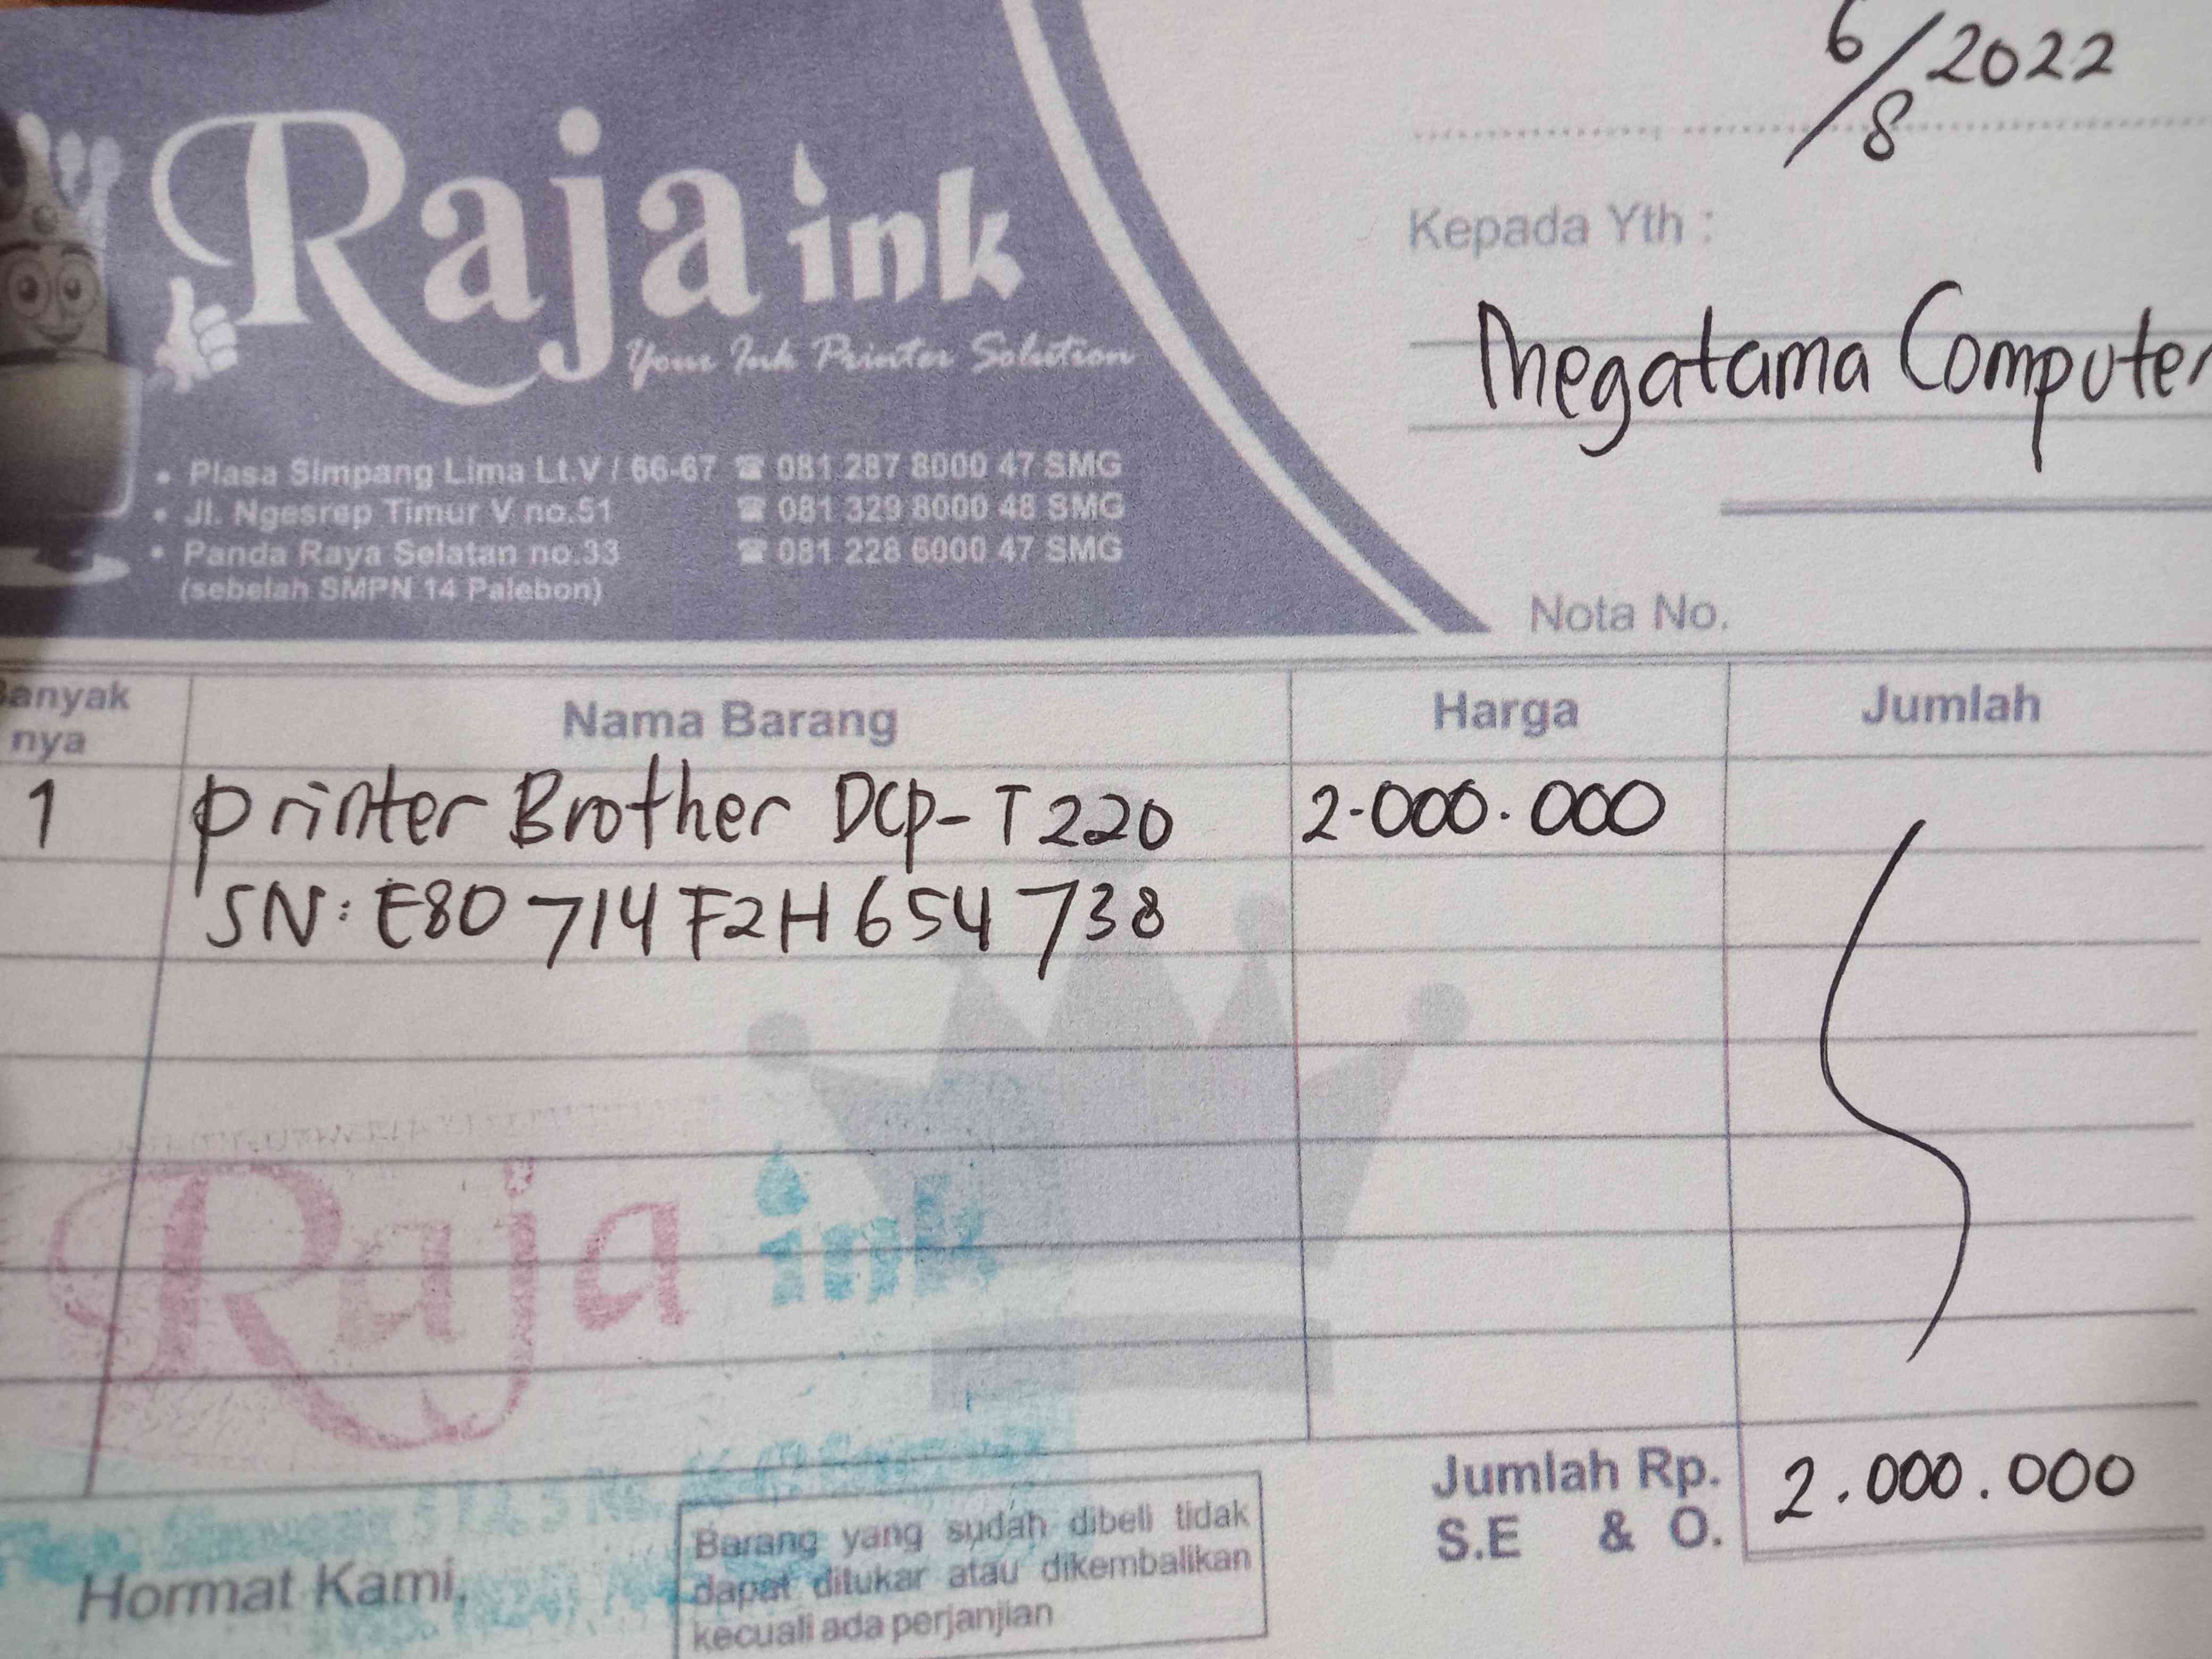 6/8 2022
Raja ink
Your Ink Printer Solution
Kepada Yth :
Megatama Computer
• Plasa Simpang Lima Lt.V / 66-67 ☎ 081 287 8000 47 SMG
• Jl. Ngesrep Timur V no.51 ☎ 081 329 8000 48 SMG
• Panda Raya Selatan no.33 ☎ 081 228 6000 47 SMG
(sebelah SMPN 14 Palebon)
Nota No.
Banyak nya Nama Barang Harga Jumlah
1 Printer Brother DCP-T220 2.000.000
SN: E80714F2H654738
Raja ink
Jumlah Rp. 2.000.000
S.E & O.
Hormat Kami,
Barang yang sudah dibeli tidak
dapat ditukar atau dikembalikan
kecuali ada perjanjian